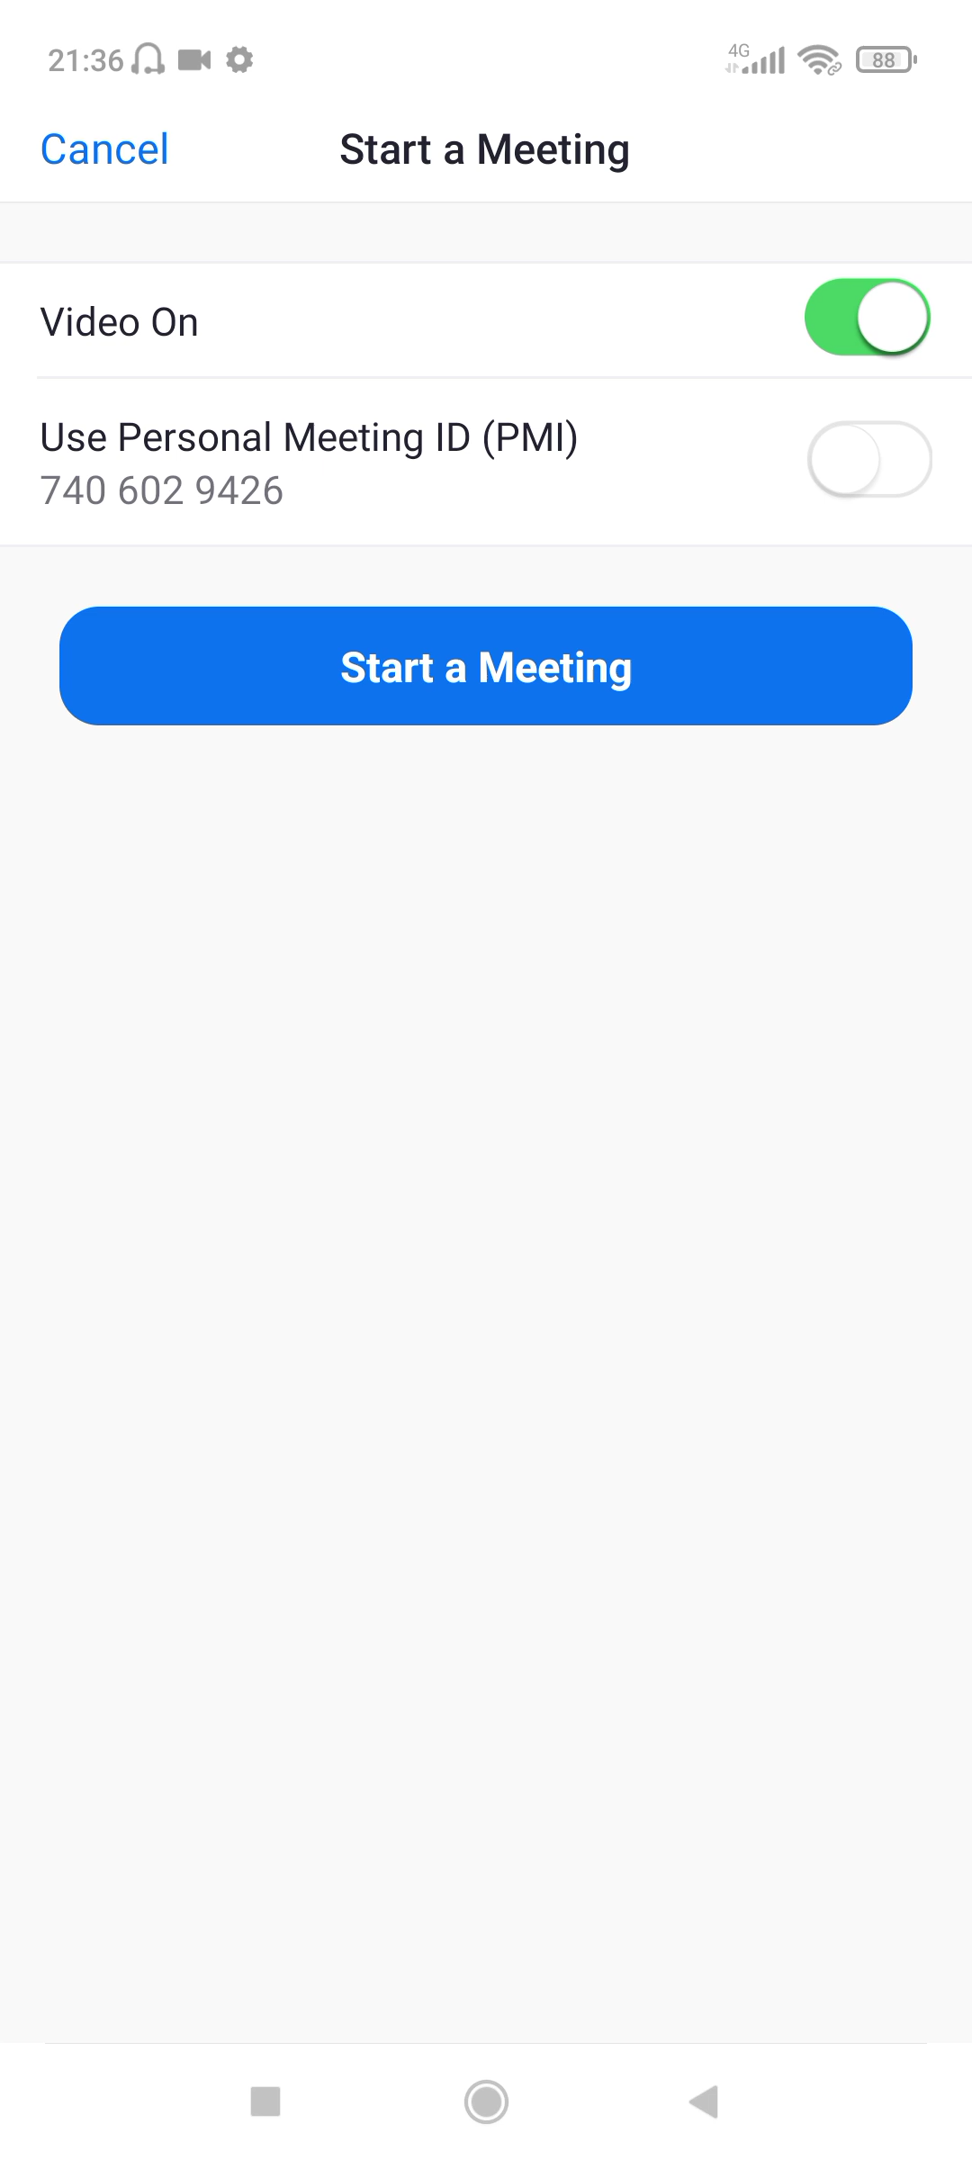 21:36
4G
88
Cancel
Start a Meeting
Video On
Use Personal Meeting ID (PMI)
740 602 9426
Start a Meeting